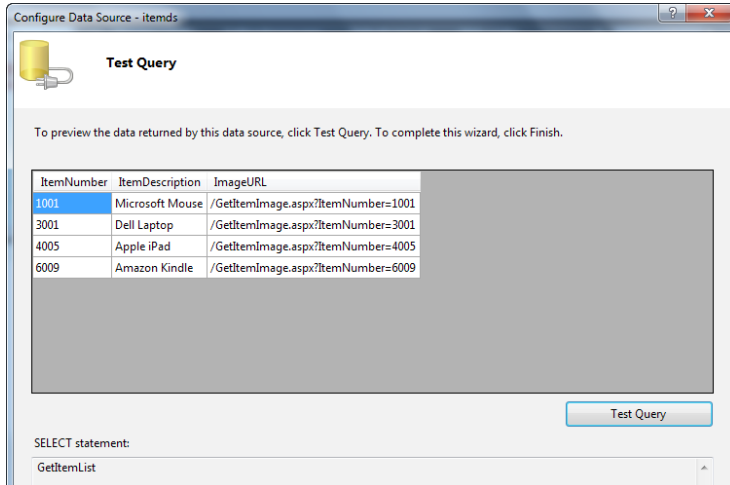 Configure Data Source - itemds
Test Query
To preview the data returned by this data source, click Test Query. To complete this wizard, click Finish.
ItemNumber ItemDescription ImageURL
1001 Microsoft Mouse /GetItemImage.aspx?ItemNumber=1001
3001 Dell Laptop /GetItemImage.aspx?ItemNumber=3001
4005 Apple iPad /GetItemImage.aspx?ItemNumber=4005
6009 Amazon Kindle /GetItemImage.aspx?ItemNumber=6009
Test Query
SELECT statement:
GetItemList